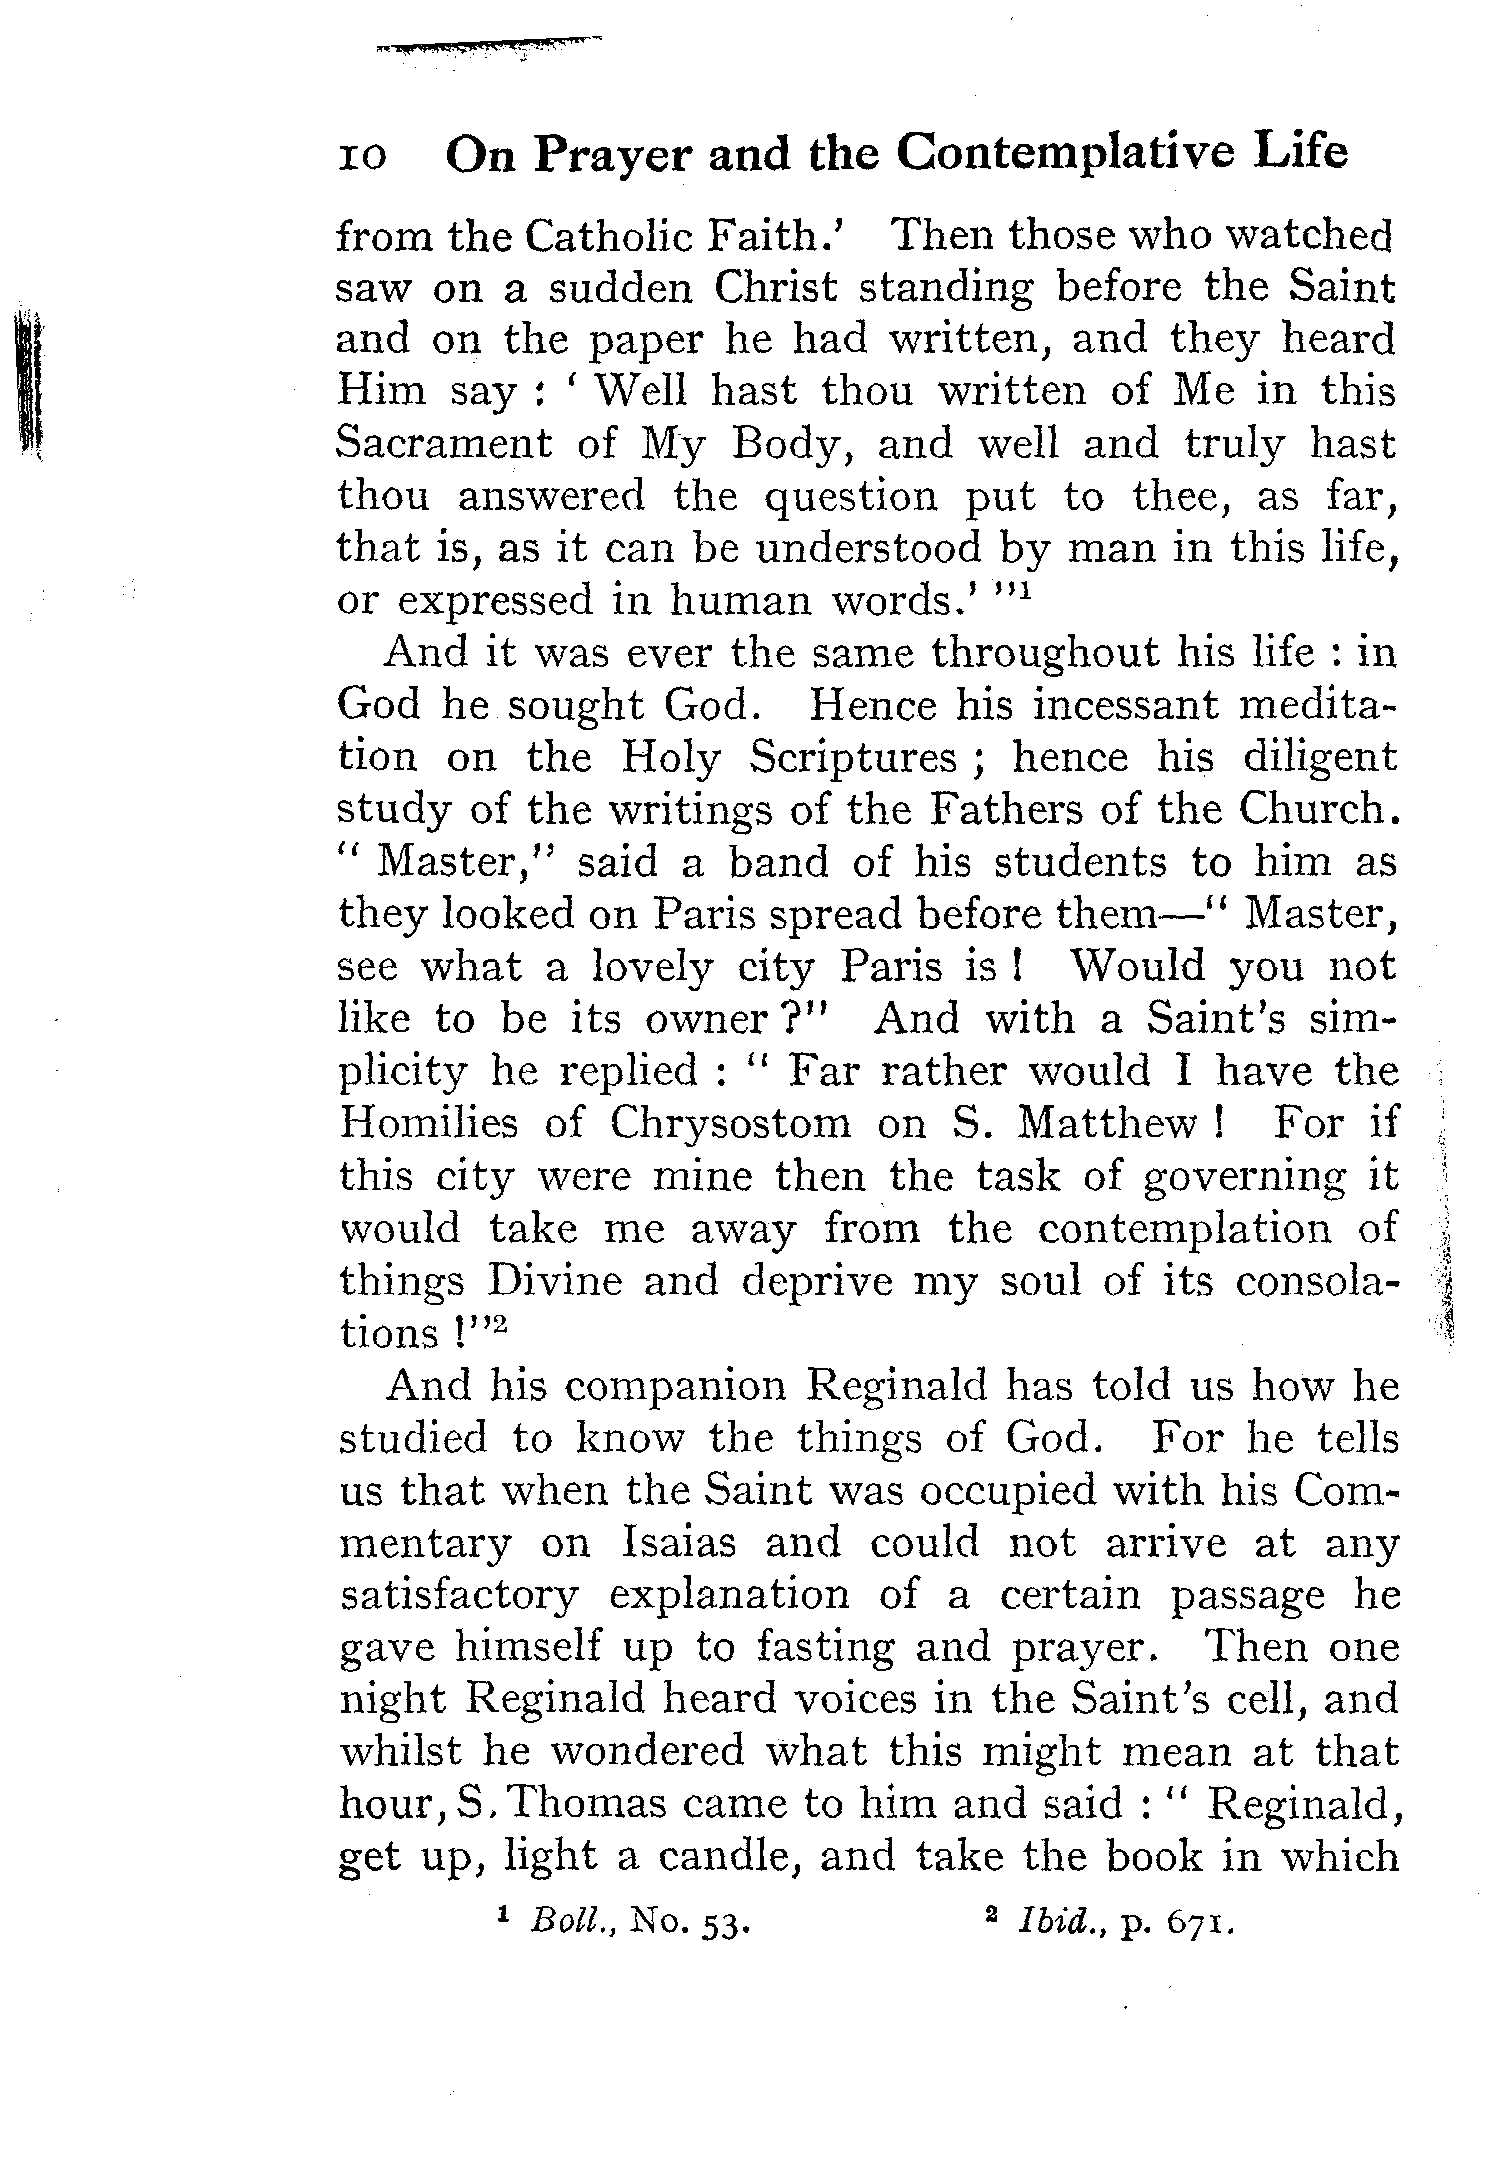 10 On Prayer and the Contemplative Life
from the Catholic Faith.' Then those who watched
saw on a sudden Christ standing before the Saint
and on the paper he had written, and they heard
Him say : ‘ Well hast thou written of Me in this
Sacrament of My Body, and well and truly hast
thou answered the question put to thee, as far,
that is, as it can be understood by man in this life,
or expressed in human words.’ ”¹
And it was ever the same throughout his life : in
God he sought God. Hence his incessant medita-
tion on the Holy Scriptures ; hence his diligent
study of the writings of the Fathers of the Church.
“ Master,” said a band of his students to him as
they looked on Paris spread before them—“ Master,
see what a lovely city Paris is ! Would you not
like to be its owner ?” And with a Saint's sim-
plicity he replied : “ Far rather would I have the
Homilies of Chrysostom on S. Matthew ! For if
this city were mine then the task of governing it
would take me away from the contemplation of
things Divine and deprive my soul of its consola-
tions !”²
And his companion Reginald has told us how he
studied to know the things of God. For he tells
us that when the Saint was occupied with his Com-
mentary on Isaias and could not arrive at any
satisfactory explanation of a certain passage he
gave himself up to fasting and prayer. Then one
night Reginald heard voices in the Saint's cell, and
whilst he wondered what this might mean at that
hour, S. Thomas came to him and said : “ Reginald,
get up, light a candle, and take the book in which
¹ Boll., No. 53. ² Ibid., p. 671.